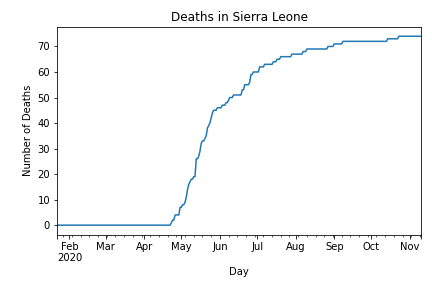 Deaths in Sierra Leone
Number of Deaths
70
60
50
40
30
20
10
0
Feb Mar Apr May Jun Jul Aug Sep Oct Nov
2020
Day